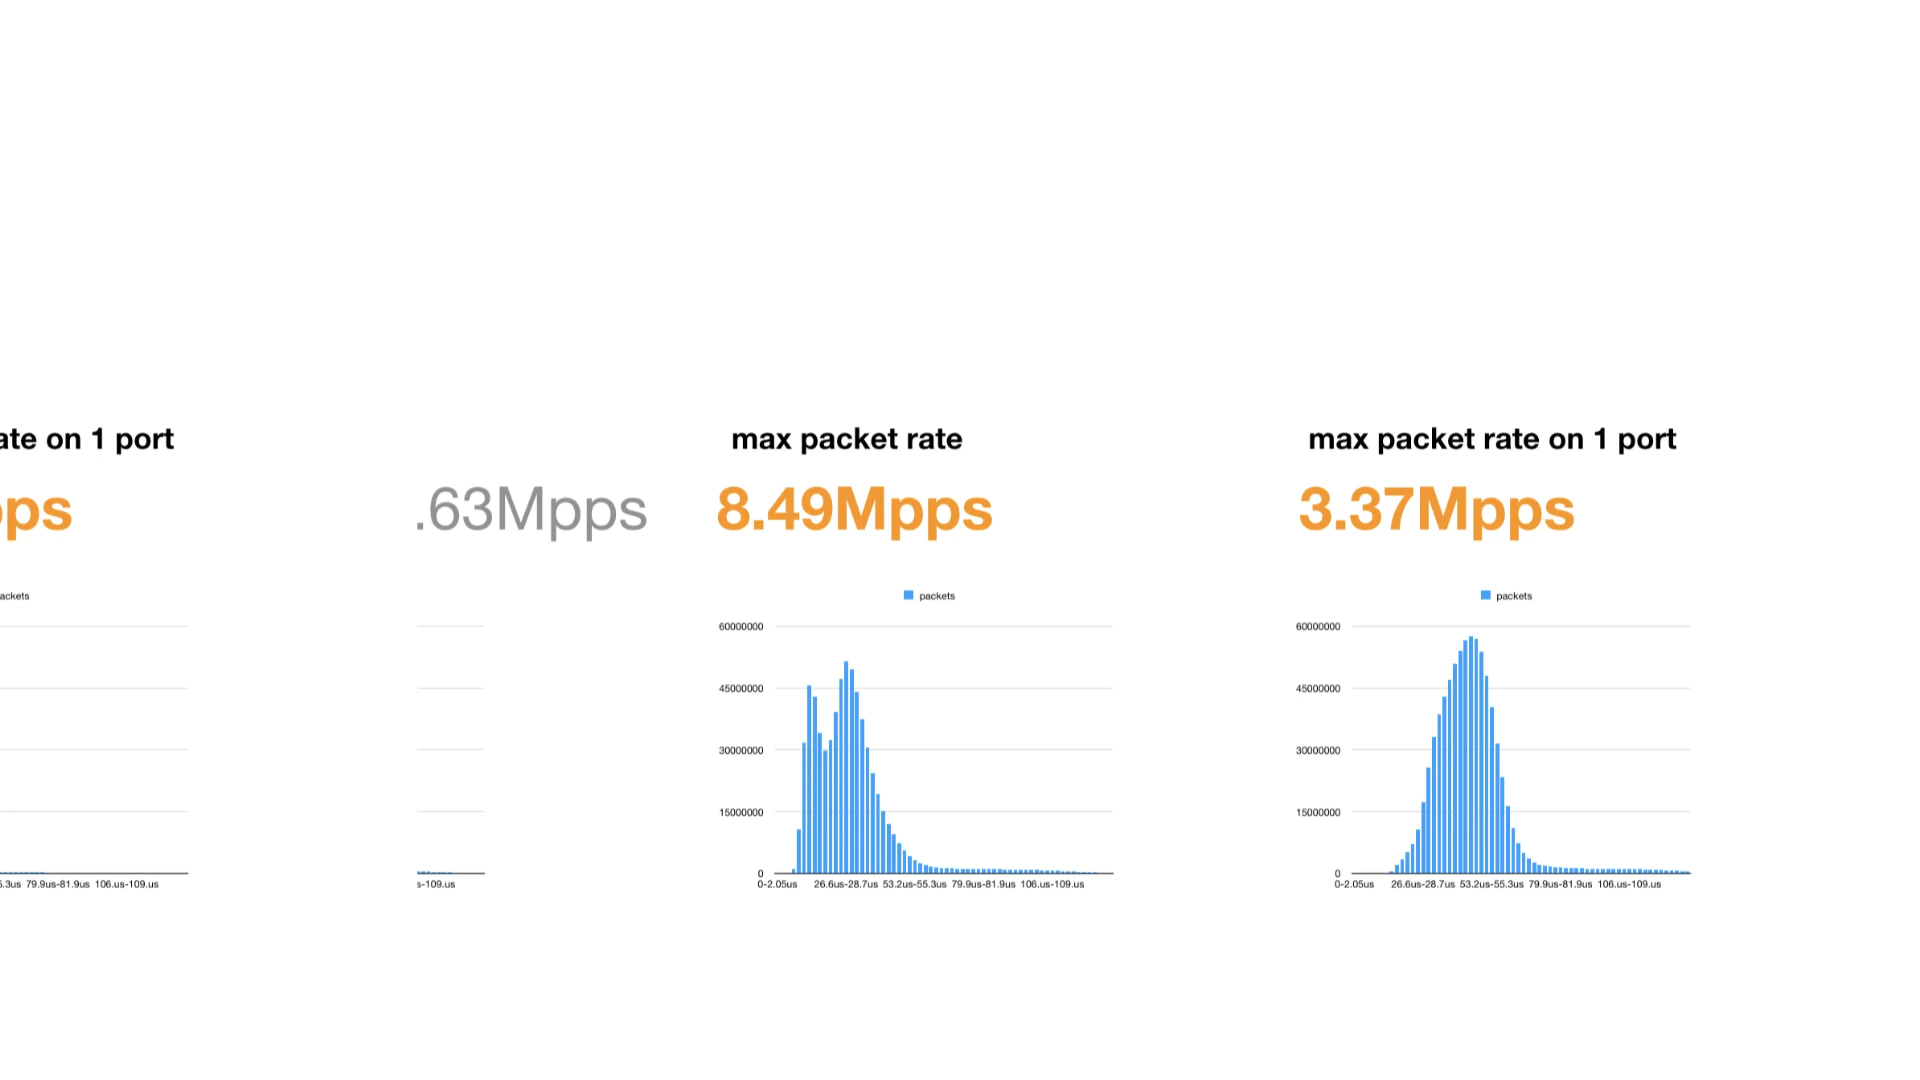 ate on 1 port
max packet rate
max packet rate on 1 port
ps
.63Mpps
8.49Mpps
3.37Mpps
ackets
packets
packets
60000000
60000000
45000000
45000000
30000000
30000000
15000000
15000000
0
0
5.3us 79.9us-81.9us 106.us-109.us
s-109.us
0-2.05us 26.6us-28.7us 53.2us-55.3us 79.9us-81.9us 106.us-109.us
0-2.05us 26.6us-28.7us 53.2us-55.3us 79.9us-81.9us 106.us-109.us